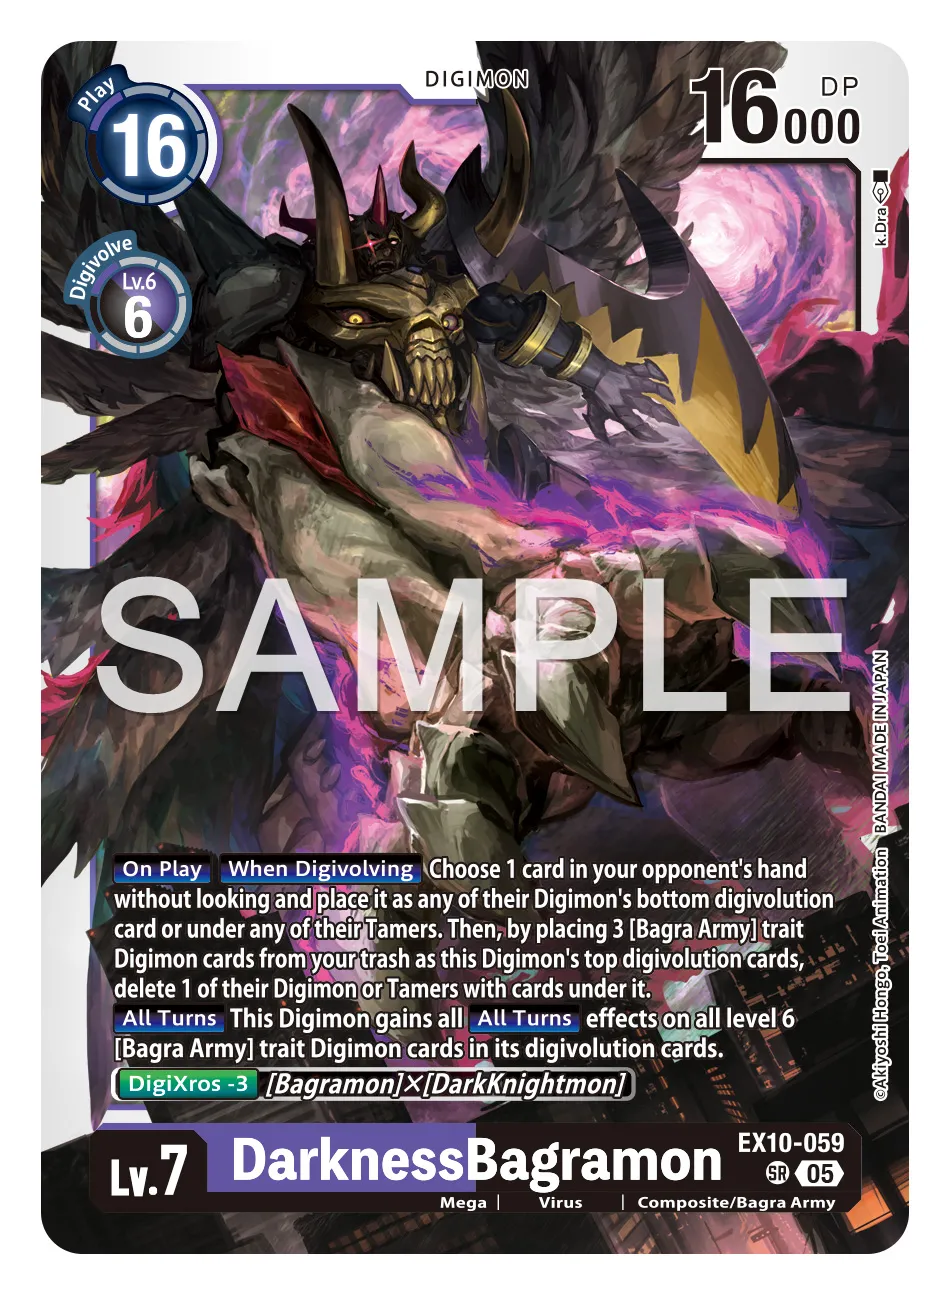 DIGIMON
Play
16
16000
DP
Digivolve
Lv.6
6
k.Dra
SAMPLE
On Play When Digivolving Choose 1 card in your opponent's hand
without looking and place it as any of their Digimon's bottom digivolution
card or under any of their Tamers. Then, by placing 3 [Bagra Army] trait
Digimon cards from your trash as this Digimon's top digivolution cards,
delete 1 of their Digimon or Tamers with cards under it.
All Turns This Digimon gains all All Turns effects on all level 6
[Bagra Army] trait Digimon cards in its digivolution cards.
DigiXros -3 [Bagramon]×[DarkKnightmon]
©Akiyoshi Hongo, Toei Animation BANDAI MADE IN JAPAN
Lv.7
DarknessBagramon
EX10-059
SR 05
Mega | Virus | Composite/Bagra Army